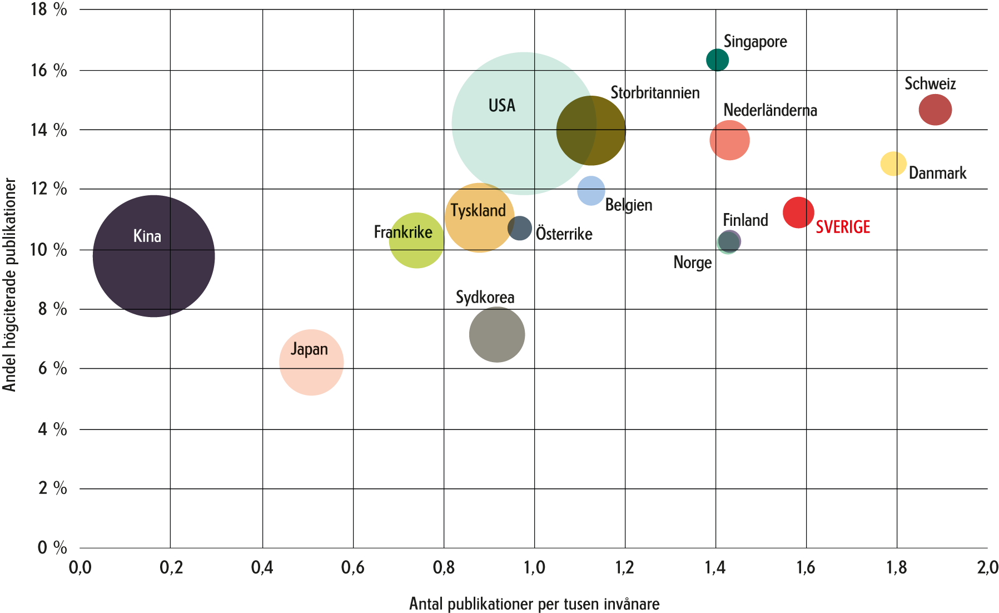 18 %
16 %
14 %
12 %
10 %
8 %
6 %
4 %
2 %
0 %
Andel högciterade publikationer
Singapore
Schweiz
Storbritannien
USA
Nederländerna
Danmark
Belgien
Tyskland
Finland
SVERIGE
Frankrike
Österrike
Kina
Norge
Sydkorea
Japan
0,0 0,2 0,4 0,6 0,8 1,0 1,2 1,4 1,6 1,8 2,0
Antal publikationer per tusen invånare